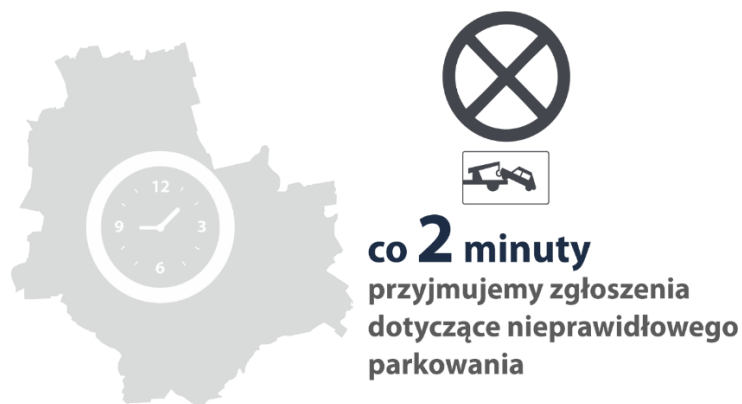 12
9 3
6
co 2 minuty
przyjmujemy zgłoszenia
dotyczące nieprawidłowego
parkowania